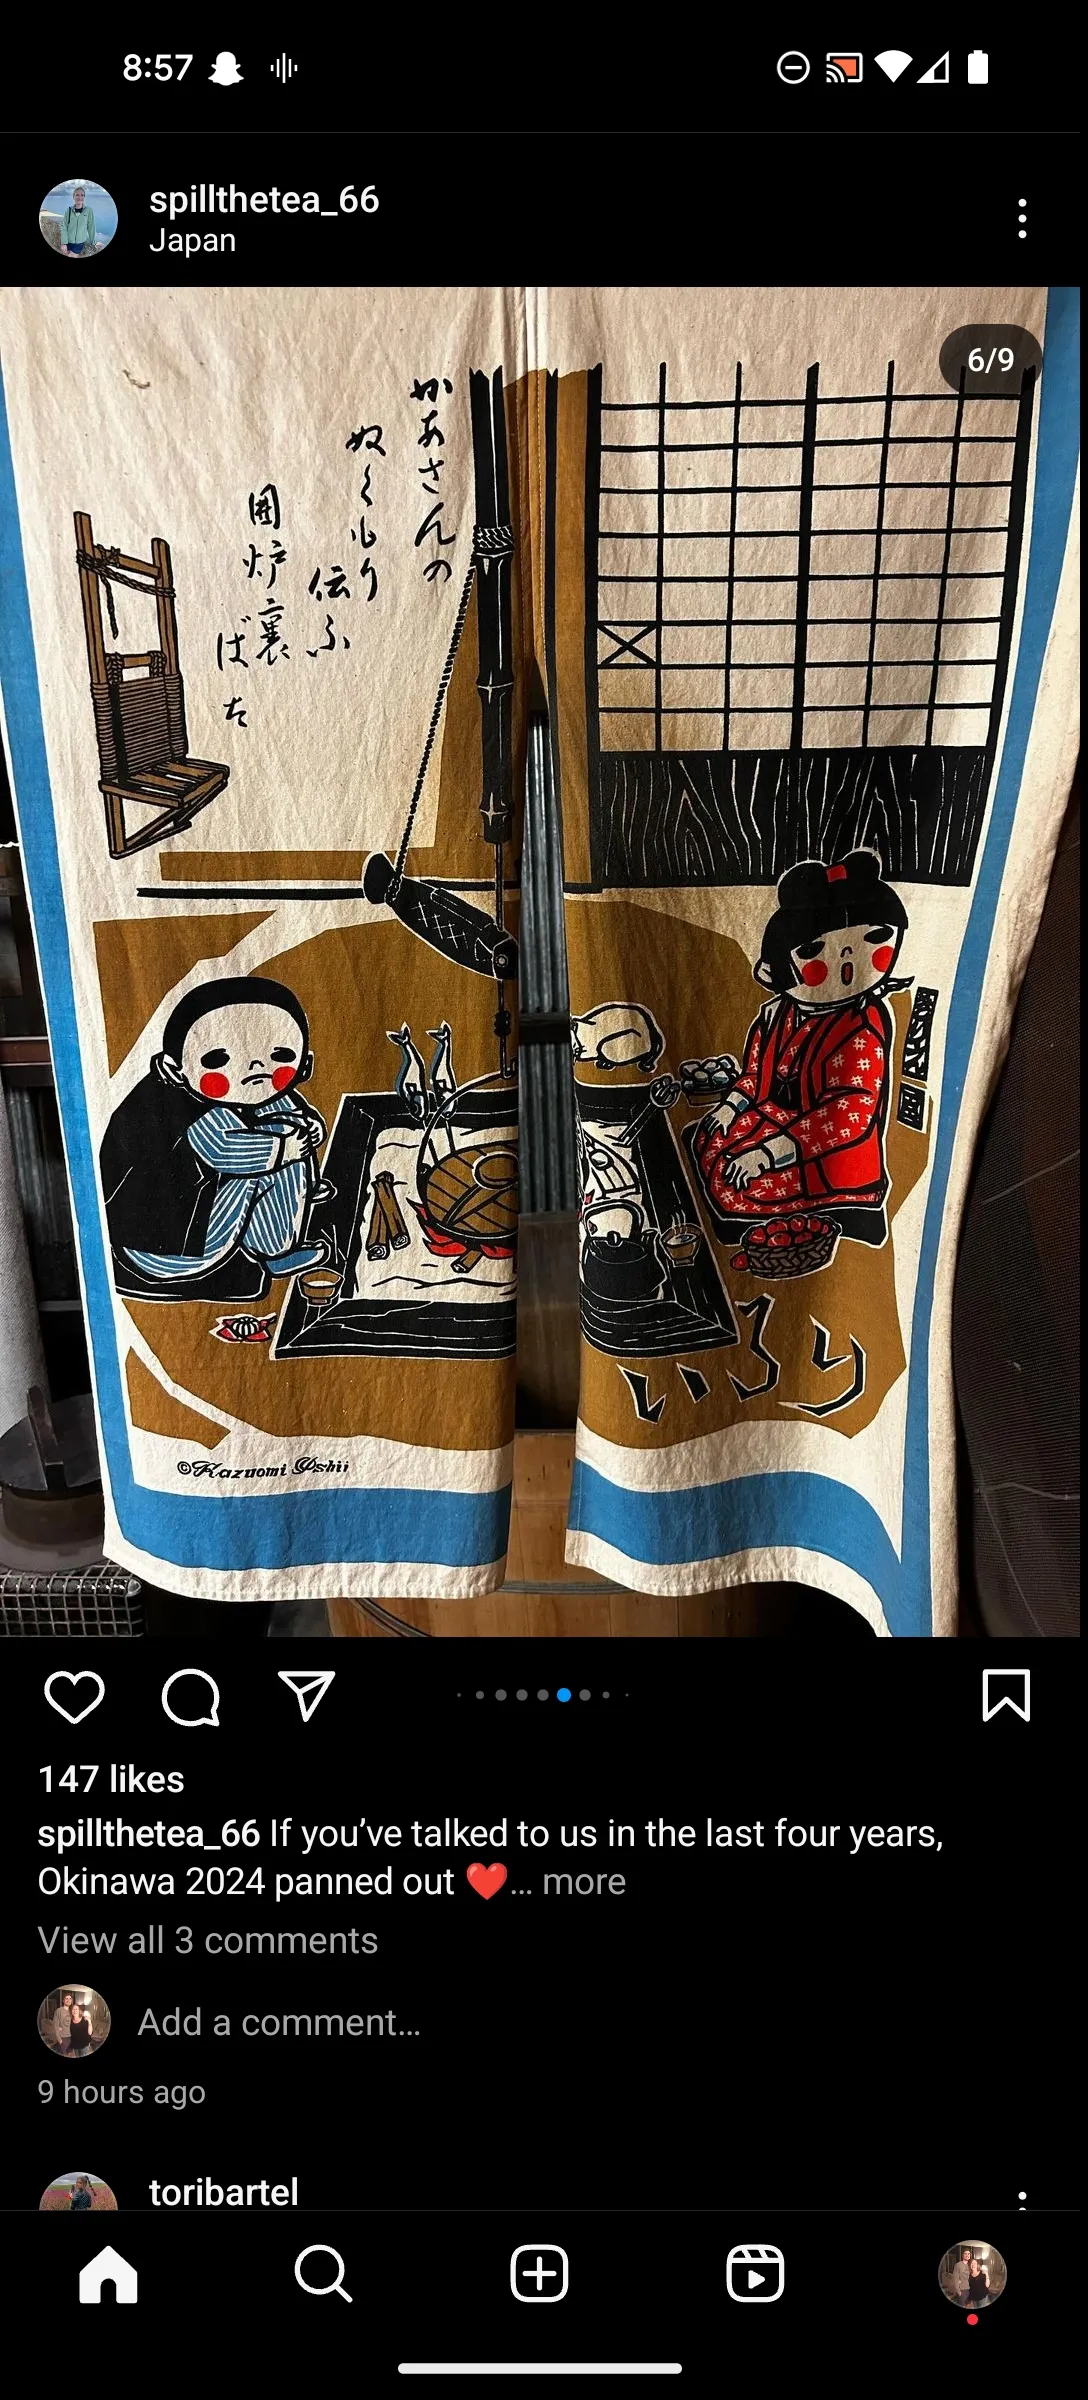 8:57
spillthetea_66
Japan
6/9
かあさんの
ぬくもり
伝ふ
囲炉裏
ばた
いろり
©Kazuomi Ishii
147 likes
spillthetea_66 If you've talked to us in the last four years,
Okinawa 2024 panned out ❤️... more
View all 3 comments
Add a comment...
9 hours ago
toribartel